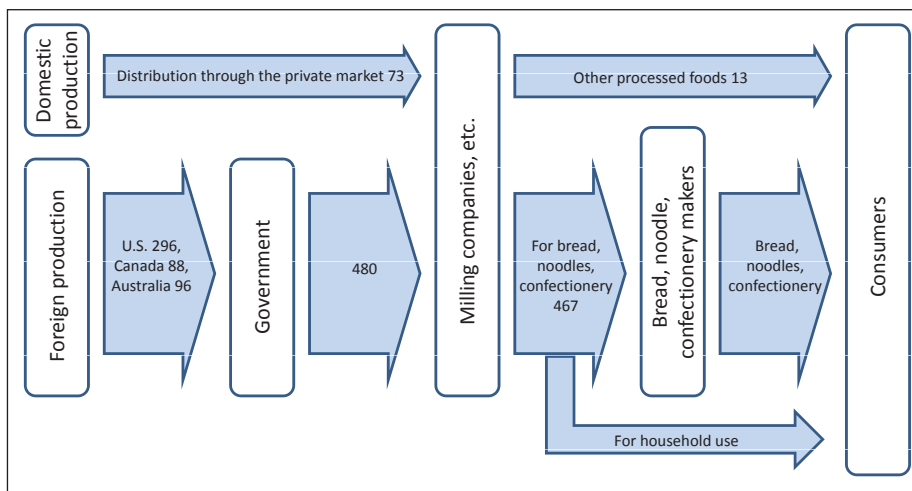 Domestic
production
Distribution through the private market 73
Milling companies, etc.
Other processed foods 13
Consumers
Foreign production
U.S. 296,
Canada 88,
Australia 96
Government
480
For bread,
noodles,
confectionery
467
Bread, noodle,
confectionery makers
Bread,
noodles,
confectionery
For household use